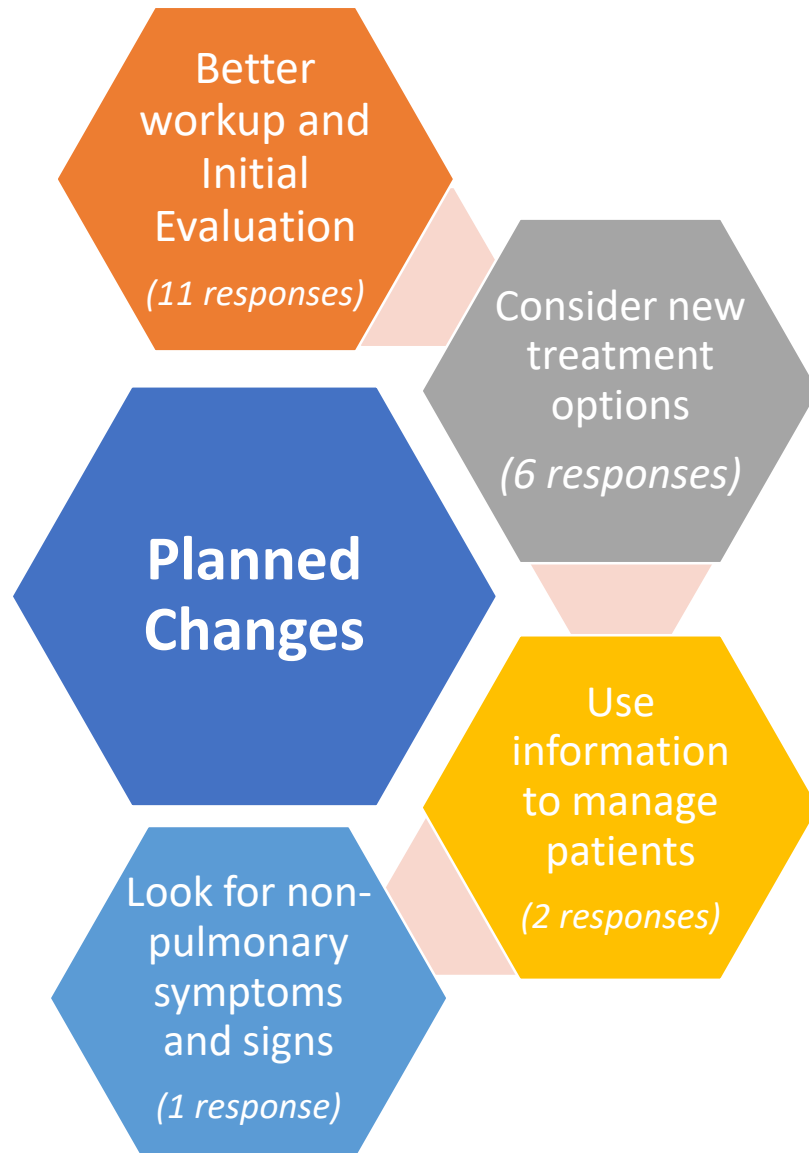 Better
workup and
Initial
Evaluation
(11 responses)
Consider new
treatment
options
(6 responses)
Planned
Changes
Use
information
to manage
patients
(2 responses)
Look for non-
pulmonary
symptoms
and signs
(1 response)